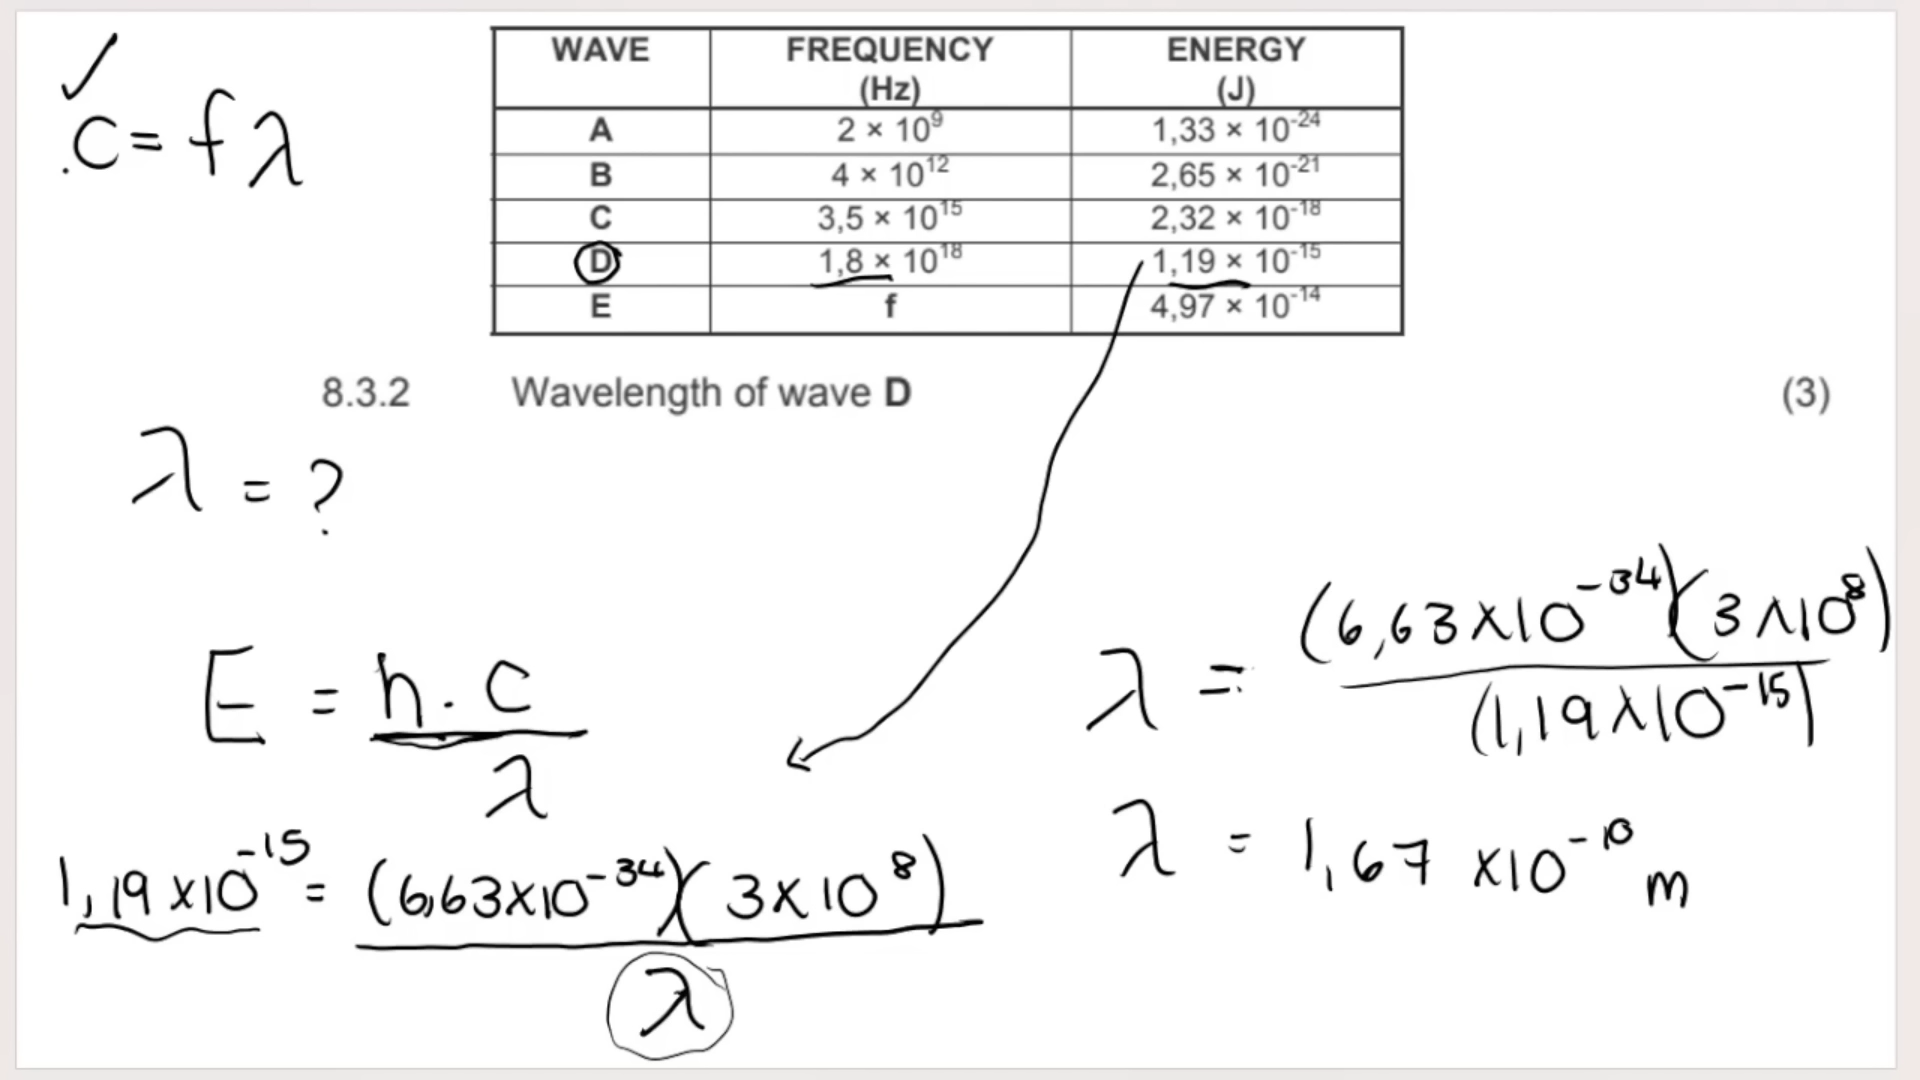 ✓
.c = fλ
WAVE FREQUENCY (Hz) ENERGY (J)
A 2 × 10⁹ 1,33 × 10⁻²⁴
B 4 × 10¹² 2,65 × 10⁻²¹
C 3,5 × 10¹⁵ 2,32 × 10⁻¹⁸
D 1,8 × 10¹⁸ 1,19 × 10⁻¹⁵
E f 4,97 × 10⁻¹⁴
8.3.2 Wavelength of wave D (3)
λ = ?
E = h.c
λ
1,19 × 10⁻¹⁵ = (6,63 × 10⁻³⁴)(3 × 10⁸)
λ
λ = (6,63 × 10⁻³⁴)(3 × 10⁸)
(1,19 × 10⁻¹⁵)
λ = 1,67 × 10⁻¹⁰ m